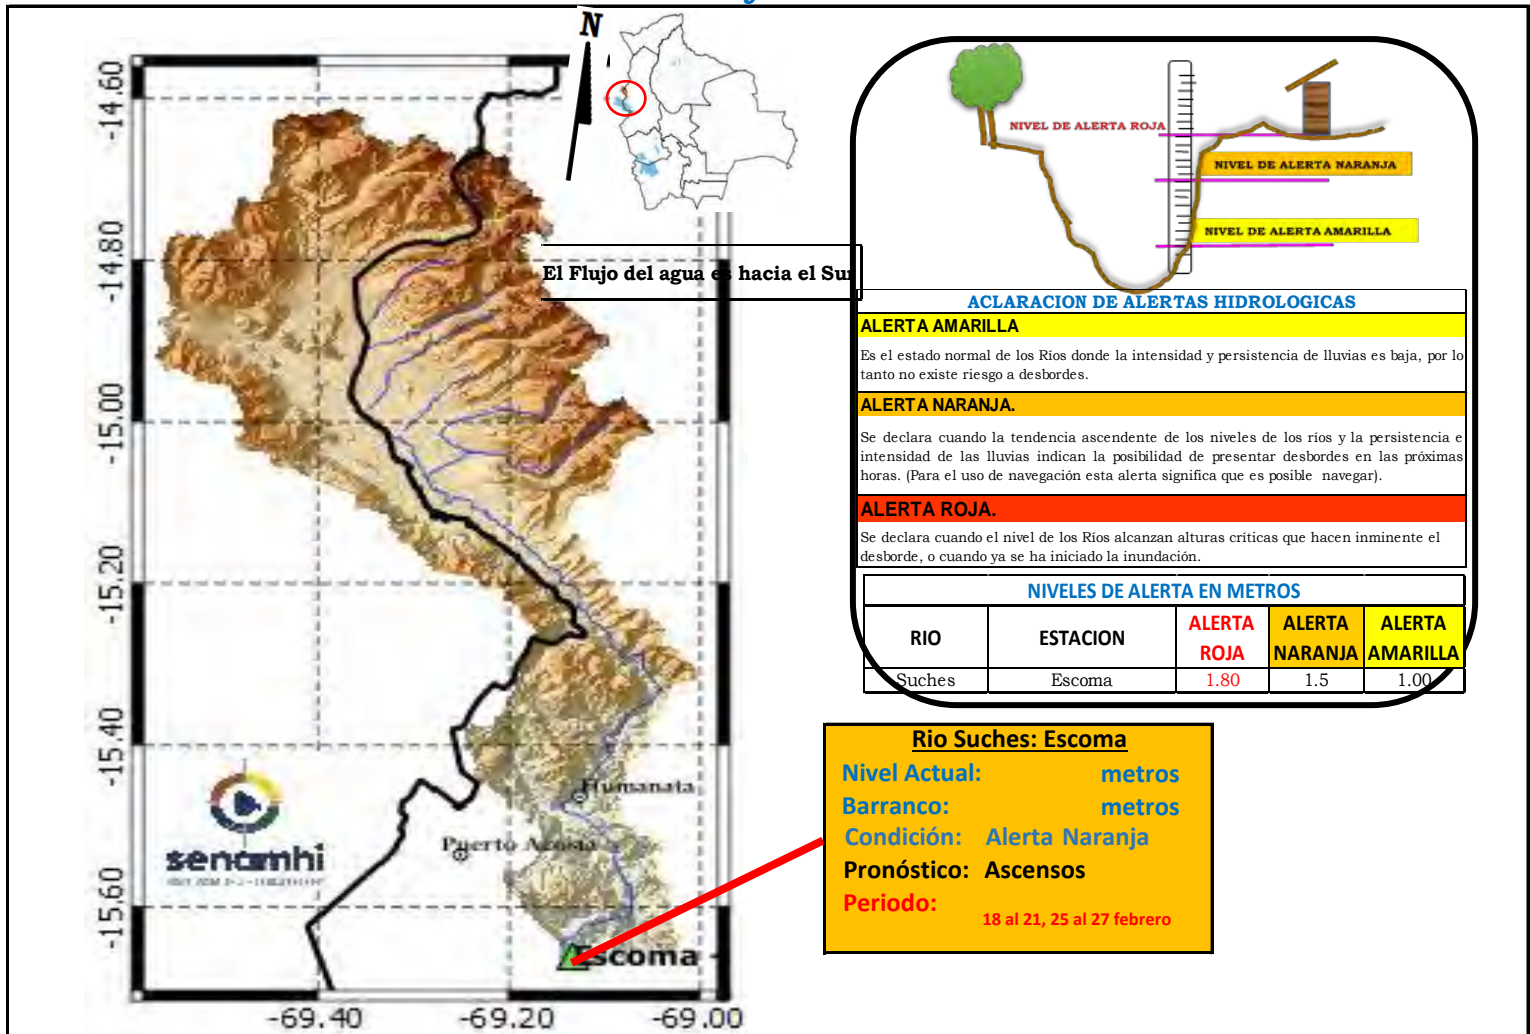 N
-14.60
-14.80
-15.00
-15.20
-15.40
-15.60
-69.40
-69.20
-69.00
El Flujo del agua es hacia el Sur
Humanata
Puerto Acosta
Escoma
senamhi
NIVEL DE ALERTA ROJA
NIVEL DE ALERTA NARANJA
NIVEL DE ALERTA AMARILLA
ACLARACION DE ALERTAS HIDROLOGICAS
ALERTA AMARILLA
Es el estado normal de los Ríos donde la intensidad y persistencia de lluvias es baja, por lo
tanto no existe riesgo a desbordes.
ALERTA NARANJA.
Se declara cuando la tendencia ascendente de los niveles de los ríos y la persistencia e
intensidad de las lluvias indican la posibilidad de presentar desbordes en las próximas
horas. (Para el uso de navegación esta alerta significa que es posible navegar).
ALERTA ROJA.
Se declara cuando el nivel de los Ríos alcanzan alturas críticas que hacen inminente el
desborde, o cuando ya se ha iniciado la inundación.
NIVELES DE ALERTA EN METROS
RIO ESTACION ALERTA ROJA ALERTA NARANJA ALERTA AMARILLA
Suches Escoma 1.80 1.5 1.00
Rio Suches: Escoma
Nivel Actual: metros
Barranco: metros
Condición: Alerta Naranja
Pronóstico: Ascensos
Periodo:
18 al 21, 25 al 27 febrero